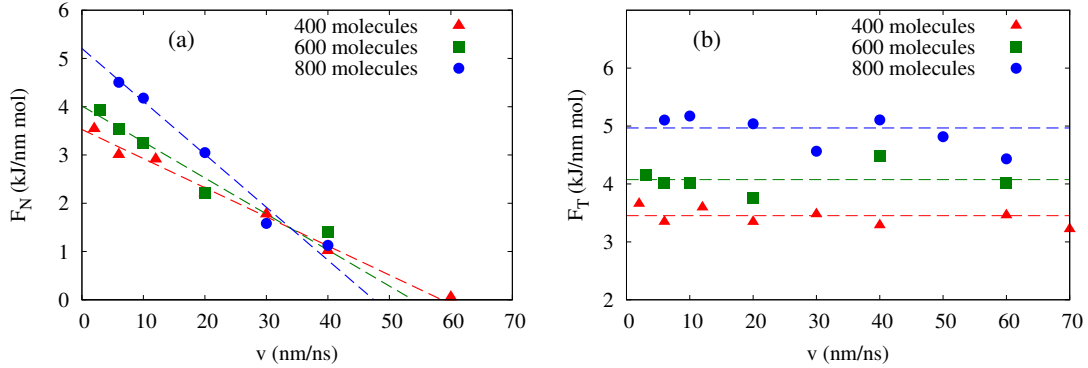 (a)
400 molecules
600 molecules
800 molecules
6
5
4
3
2
1
0
0 10 20 30 40 50 60 70
F_N (kJ/nm mol)
v (nm/ns)
(b)
400 molecules
600 molecules
800 molecules
7
6
5
4
3
2
0 10 20 30 40 50 60 70
F_T (kJ/nm mol)
v (nm/ns)